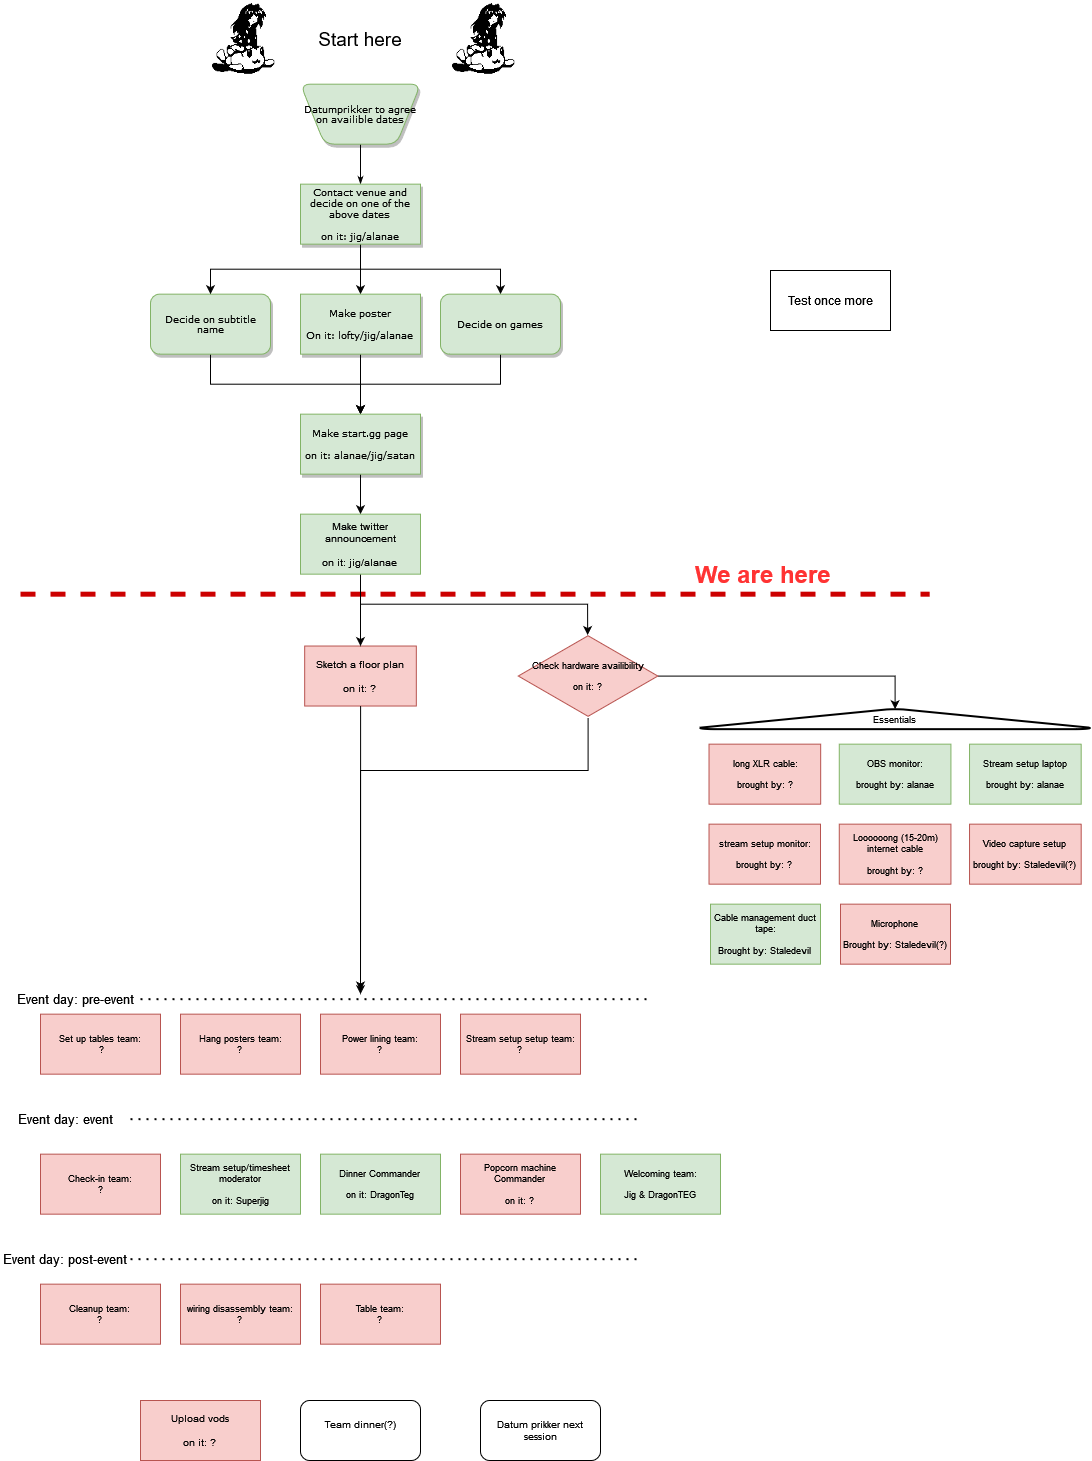 Start here
Datumprikker to agree
on availible dates
Contact venue and
decide on one of the
above dates
on it: jig/alanae
Decide on subtitle
name
Make poster
On it: lofty/jig/alanae
Decide on games
Test once more
Make start.gg page
on it: alanae/jig/satan
Make twitter
announcement
on it: jig/alanae
We are here
Sketch a floor plan
on it: ?
Check hardware availibility
on it: ?
Essentials
long XLR cable:
brought by: ?
OBS monitor:
brought by: alanae
Stream setup laptop
brought by: alanae
stream setup monitor:
brought by: ?
Loooooong (15-20m)
internet cable
brought by: ?
Video capture setup
brought by: Staledevil(?)
Cable management duct
tape:
Brought by: Staledevil
Microphone
Brought by: Staledevil(?)
Event day: pre-event
Set up tables team:
?
Hang posters team:
?
Power lining team:
?
Stream setup setup team:
?
Event day: event
Check-in team:
?
Stream setup/timesheet
moderator
on it: Superjig
Dinner Commander
on it: DragonTeg
Popcorn machine
Commander
on it: ?
Welcoming team:
Jig & DragonTEG
Event day: post-event
Cleanup team:
?
wiring disassembly team:
?
Table team:
?
Upload vods
on it: ?
Team dinner(?)
Datum prikker next
session